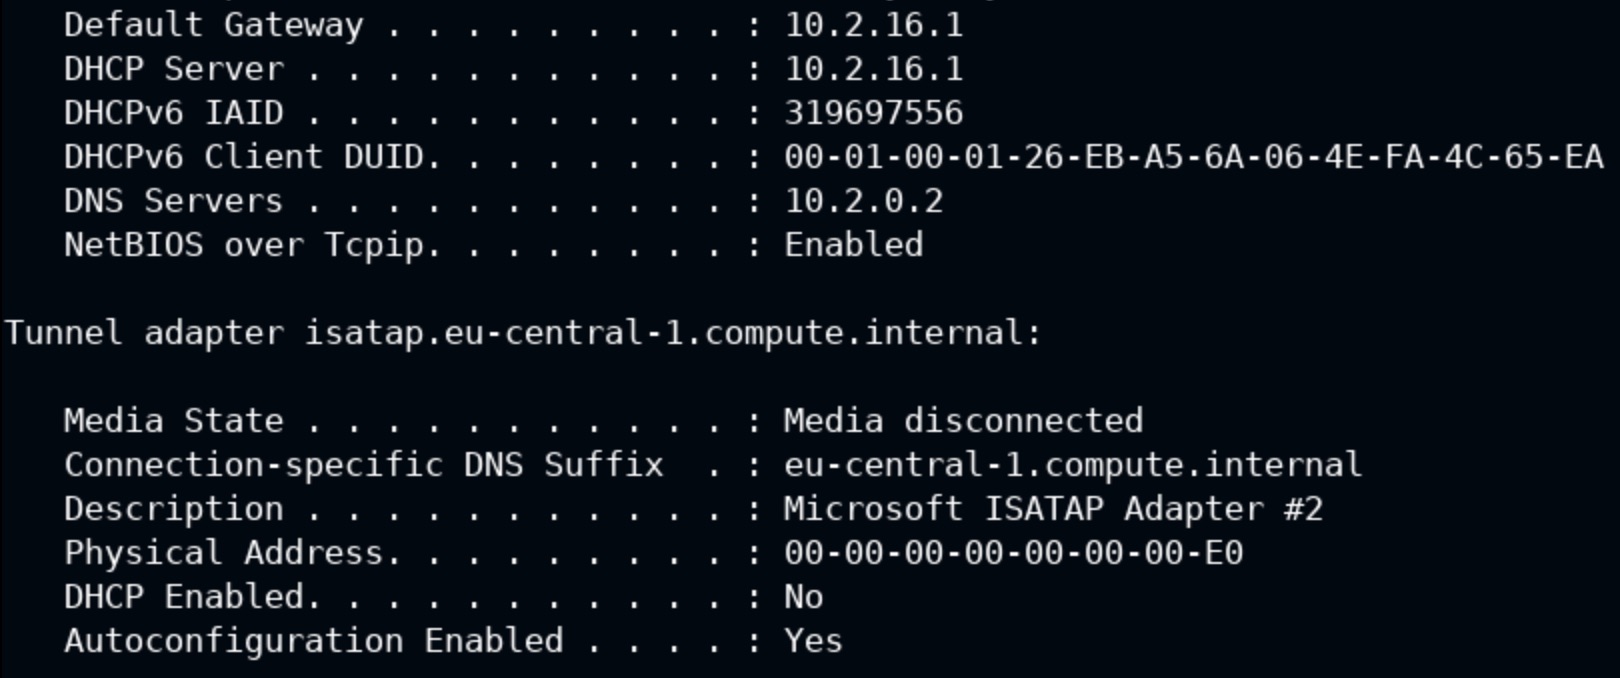 Default Gateway . . . . . . . . . : 10.2.16.1
DHCP Server . . . . . . . . . . . : 10.2.16.1
DHCPv6 IAID . . . . . . . . . . . : 319697556
DHCPv6 Client DUID. . . . . . . . : 00-01-00-01-26-EB-A5-6A-06-4E-FA-4C-65-EA
DNS Servers . . . . . . . . . . . : 10.2.0.2
NetBIOS over Tcpip. . . . . . . . : Enabled
Tunnel adapter isatap.eu-central-1.compute.internal:
Media State . . . . . . . . . . . : Media disconnected
Connection-specific DNS Suffix  . : eu-central-1.compute.internal
Description . . . . . . . . . . . : Microsoft ISATAP Adapter #2
Physical Address. . . . . . . . . : 00-00-00-00-00-00-00-E0
DHCP Enabled. . . . . . . . . . . : No
Autoconfiguration Enabled . . . . : Yes